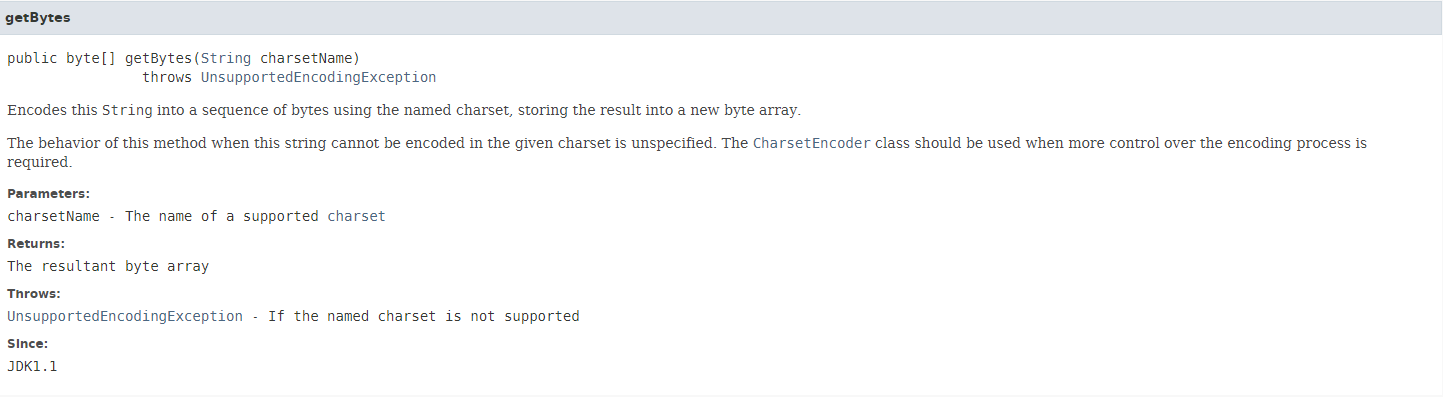 getBytes
public byte[] getBytes(String charsetName)
throws UnsupportedEncodingException
Encodes this String into a sequence of bytes using the named charset, storing the result into a new byte array.
The behavior of this method when this string cannot be encoded in the given charset is unspecified. The CharsetEncoder class should be used when more control over the encoding process is
required.
Parameters:
charsetName - The name of a supported charset
Returns:
The resultant byte array
Throws:
UnsupportedEncodingException - If the named charset is not supported
Since:
JDK1.1